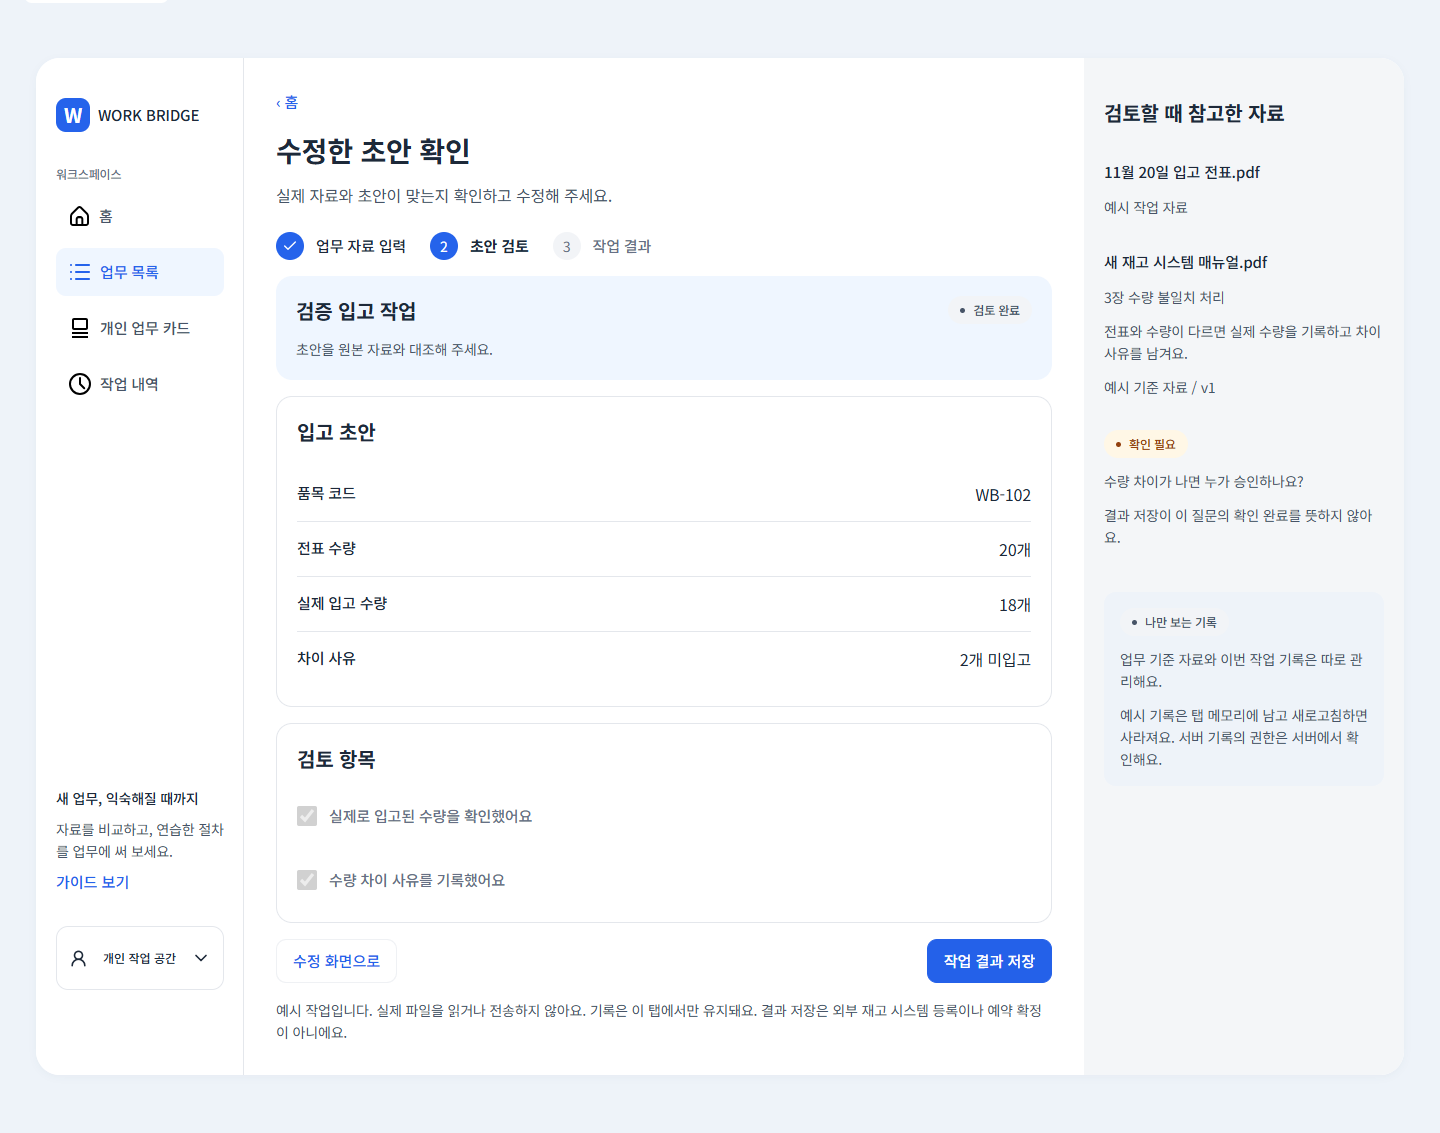 W WORK BRIDGE
워크스페이스
홈
업무 목록
개인 업무 카드
작업 내역
새 업무, 익숙해질 때까지
자료를 비교하고, 연습한 절차
를 업무에 써 보세요.
가이드 보기
개인 작업 공간
‹ 홈
수정한 초안 확인
실제 자료와 초안이 맞는지 확인하고 수정해 주세요.
업무 자료 입력 2 초안 검토 3 작업 결과
검증 입고 작업
검토 완료
초안을 원본 자료와 대조해 주세요.
입고 초안
품목 코드 WB-102
전표 수량 20개
실제 입고 수량 18개
차이 사유 2개 미입고
검토 항목
실제로 입고된 수량을 확인했어요
수량 차이 사유를 기록했어요
수정 화면으로 작업 결과 저장
예시 작업입니다. 실제 파일을 읽거나 전송하지 않아요. 기록은 이 탭에서만 유지돼요. 결과 저장은 외부 재고 시스템 등록이나 예약 확정
이 아니에요.
검토할 때 참고한 자료
11월 20일 입고 전표.pdf
예시 작업 자료
새 재고 시스템 매뉴얼.pdf
3장 수량 불일치 처리
전표와 수량이 다르면 실제 수량을 기록하고 차이
사유를 남겨요.
예시 기준 자료 / v1
확인 필요
수량 차이가 나면 누가 승인하나요?
결과 저장이 이 질문의 확인 완료를 뜻하지 않아
요.
나만 보는 기록
업무 기준 자료와 이번 작업 기록은 따로 관
리해요.
예시 기록은 탭 메모리에 남고 새로고침하면
사라져요. 서버 기록의 권한은 서버에서 확
인해요.